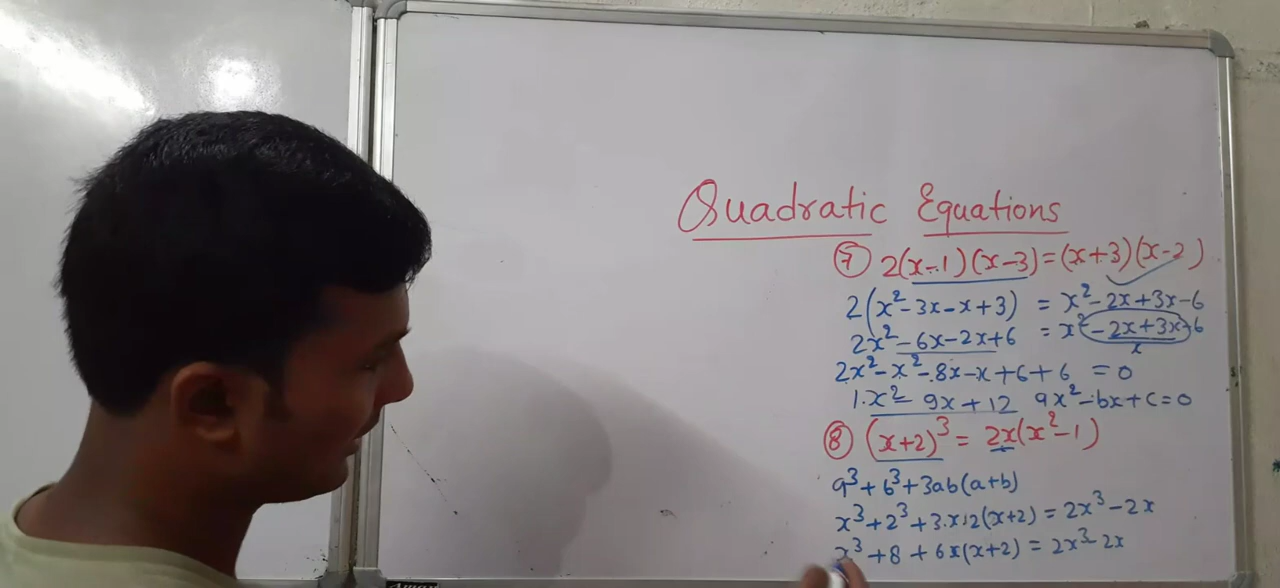 Quadratic Equations
⑦ 2(x-1)(x-3)=(x+3)(x-2)
2(x²-3x-x+3) = x²-2x+3x-6
2x²-6x-2x+6 = x²-2x+3x-6
x
2x²-x²-8x-x+6+6 = 0
1.x²- 9x+12 ax²-bx+c=0
⑧ (x+2)³ = 2x(x²-1)
a³+b³+3ab(a+b)
x³+2³+3.x.2(x+2) = 2x³-2x
x³+8+6x(x+2) = 2x³-2x